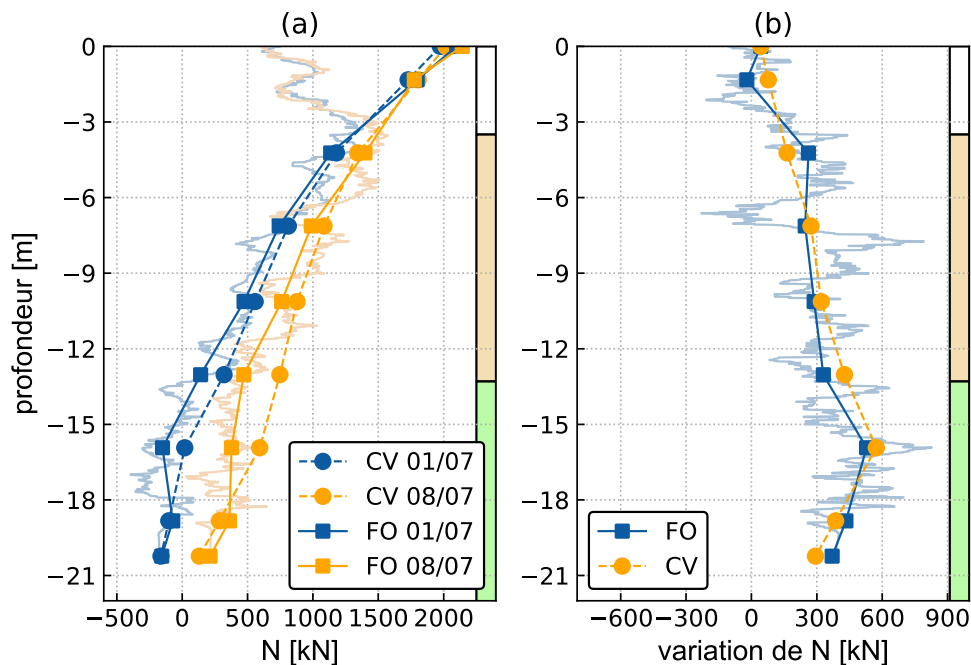 (a)
(b)
0
−3
−6
−9
−12
−15
−18
−21
profondeur [m]
CV 01/07
CV 08/07
FO 01/07
FO 08/07
−500
0
500
1000
1500
2000
N [kN]
0
−3
−6
−9
−12
−15
−18
−21
FO
CV
−600
−300
0
300
600
900
variation de N [kN]